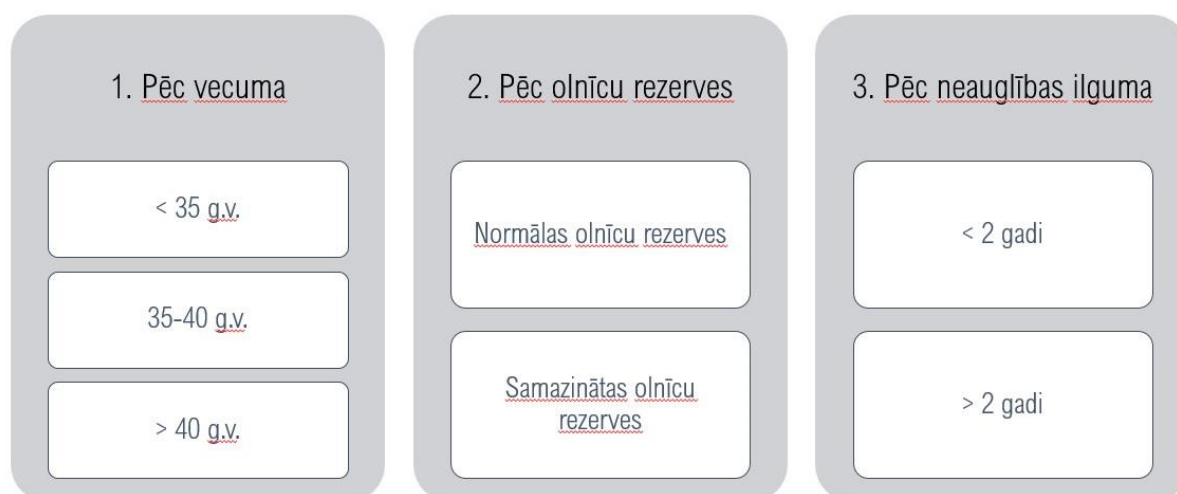 1. Pēc vecuma
< 35 g.v.
35-40 g.v.
> 40 g.v.
2. Pēc olnīcu rezerves
Normālas olnīcu rezerves
Samazinātas olnīcu
rezerves
3. Pēc neauglības ilguma
< 2 gadi
> 2 gadi